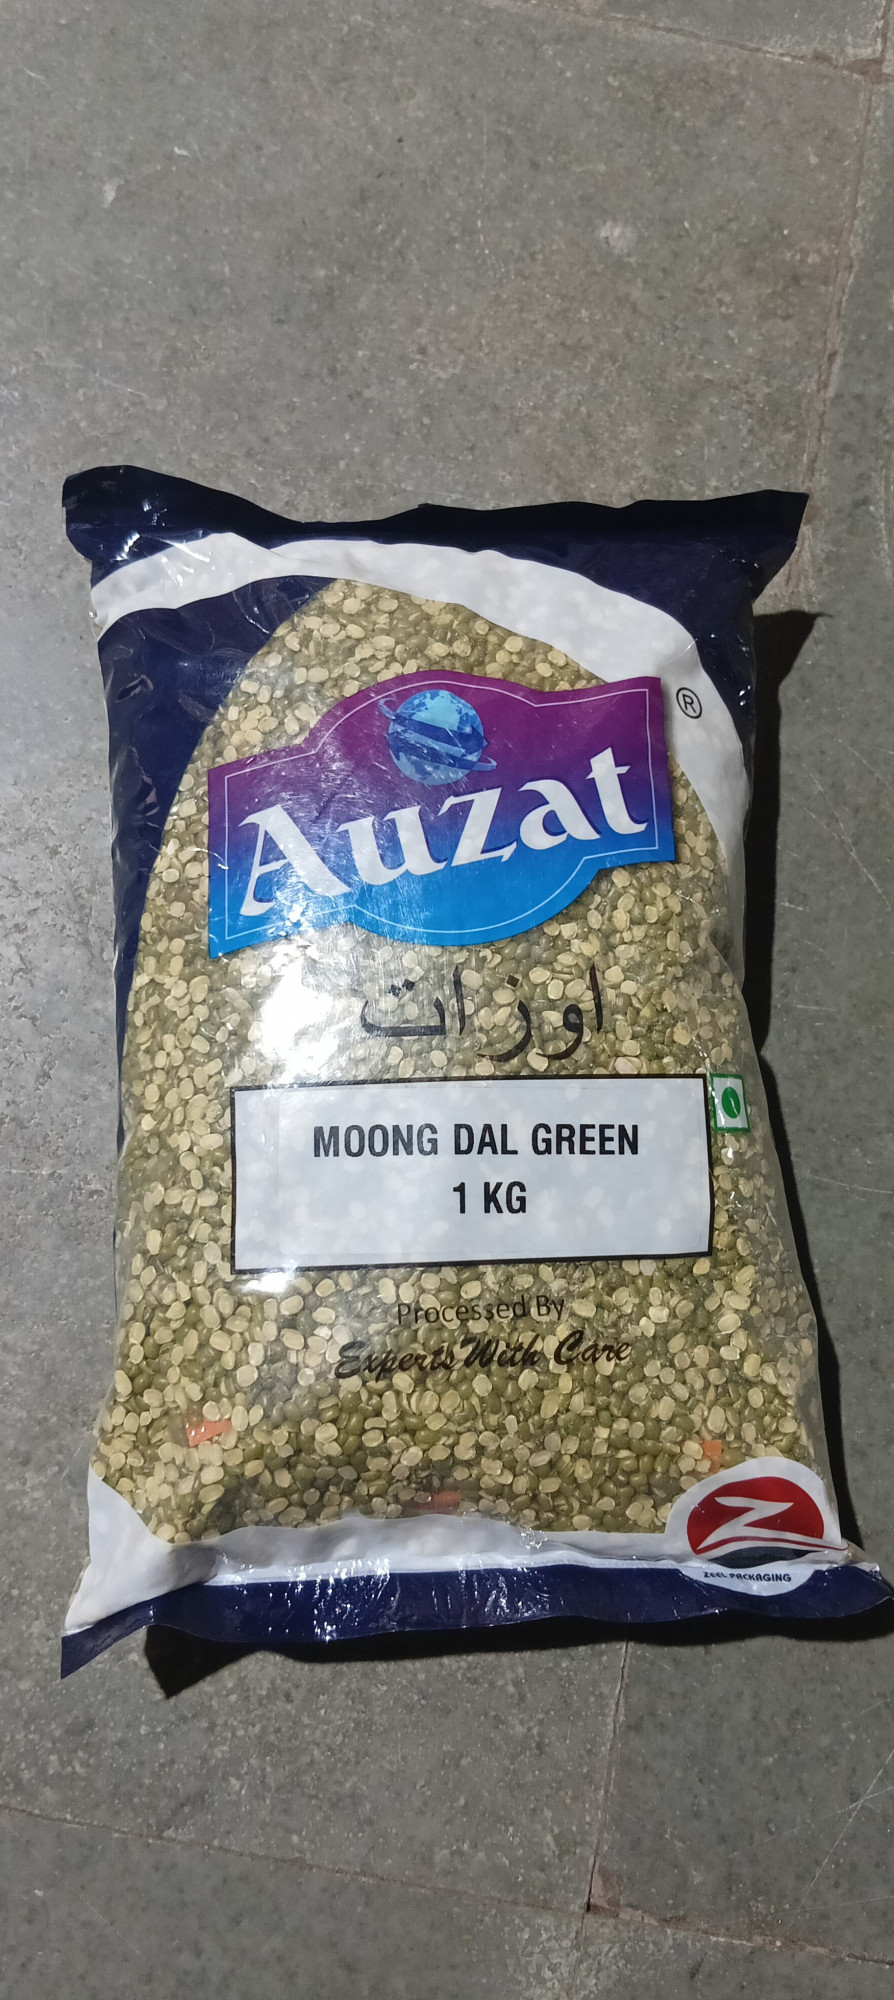 Auzat
®
اوزات
MOONG DAL GREEN
1 KG
Processed By
Experts With Care
Z
ZEEL PACKAGING